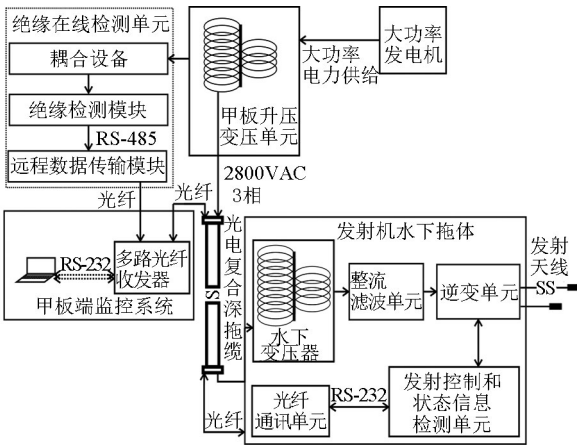 绝缘在线检测单元
耦合设备
绝缘检测模块
RS-485
远程数据传输模块
光纤
大功率
电力供给
大功率
发电机
甲板升压
变压单元
2800VAC
3相
光纤
RS-232
多路光纤
收发器
甲板端监控系统
光电复合深拖缆
SS
光纤
发射机水下拖体
水下
变压器
整流
滤波单元
逆变单元
发射
天线
SS
光纤
通讯单元
RS-232
发射控制和
状态信息
检测单元